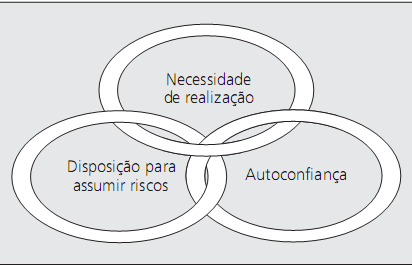 Necessidade
de realização
Disposição para
assumir riscos
Autoconfiança